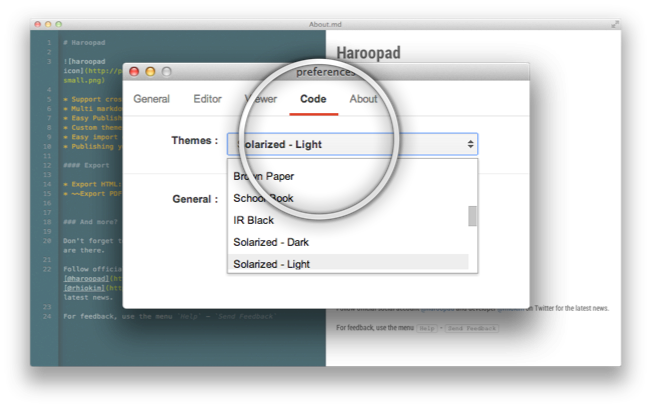 About.md
1 # Haroopad
2
3 ![haroopad
icon](http://p
small.png)
4
5 * Support cros
6 * Multi markdo
7 * Easy Publish
8 * Custom theme
9 * Easy import
10 * Publishing y
11
12 #### Export
13
14 * Export HTML:
15 * ~~Export PDF
16
17
18 ### And more?
19
20 Don't forget t
are there.
21
22 Follow officia
[@haroopad](ht
[@rhiokim](htt
latest news.
23
24 For feedback, use the menu `Help` - `Send Feedback`
Haroopad
preferences
General Editor Viewer Code About
Themes : Solarized - Light
Brown Paper
School Book
IR Black
Solarized - Dark
Solarized - Light
General :
on Twitter for the latest news.
For feedback, use the menu Help - Send Feedback